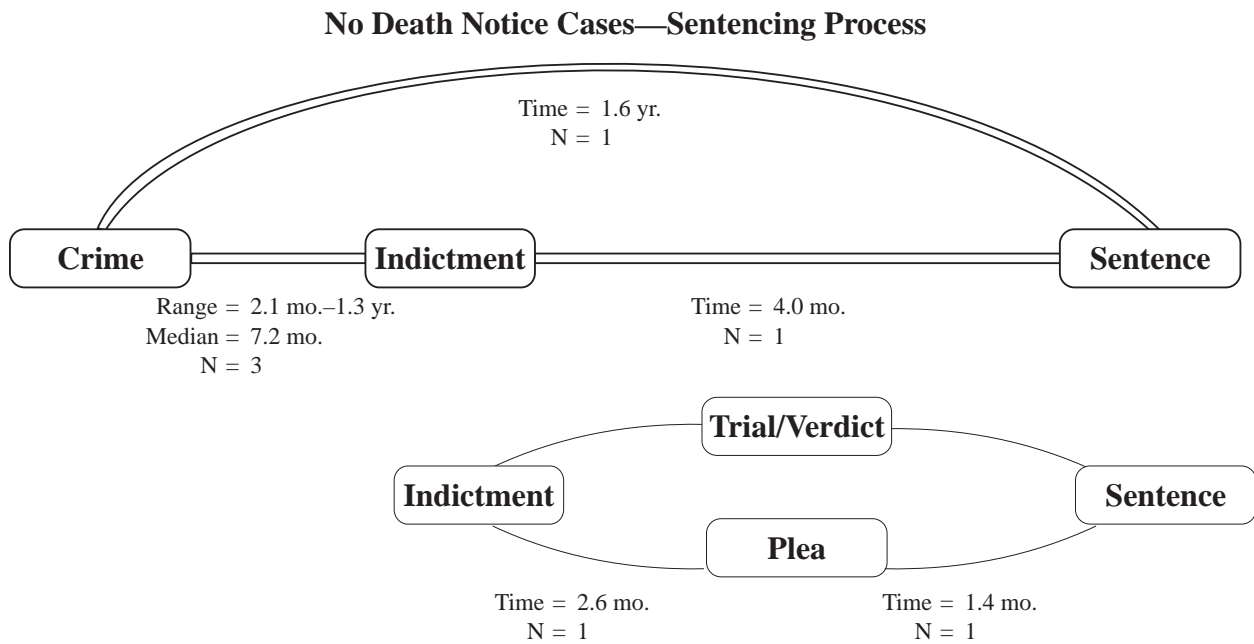 No Death Notice Cases—Sentencing Process
Time = 1.6 yr.
N = 1
Crime
Indictment
Sentence
Range = 2.1 mo.–1.3 yr.
Median = 7.2 mo.
N = 3
Time = 4.0 mo.
N = 1
Trial/Verdict
Indictment
Sentence
Plea
Time = 2.6 mo.
N = 1
Time = 1.4 mo.
N = 1